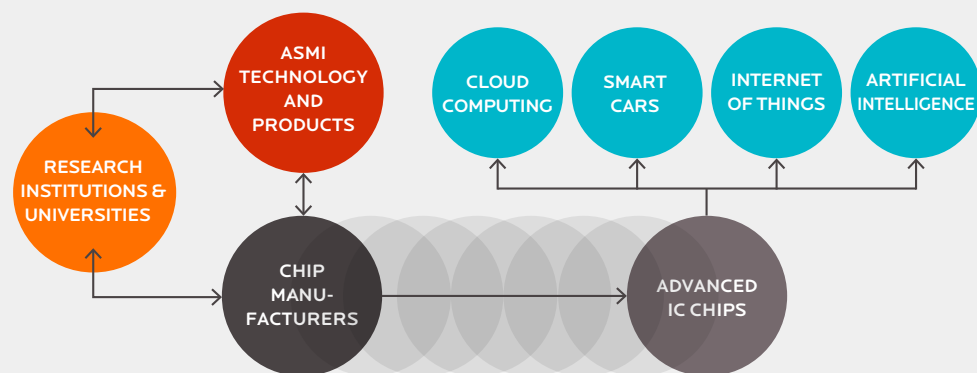 ASMI
TECHNOLOGY
AND
PRODUCTS
CLOUD
COMPUTING
SMART
CARS
INTERNET
OF THINGS
ARTIFICIAL
INTELLIGENCE
RESEARCH
INSTITUTIONS &
UNIVERSITIES
CHIP
MANU-
FACTURERS
ADVANCED
IC CHIPS